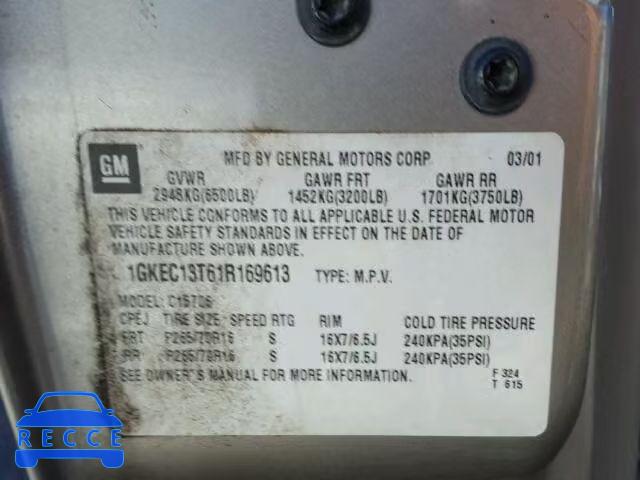 GM
MFD BY GENERAL MOTORS CORP 03/01
GVWR GAWR FRT GAWR RR
2948KG(6500LB) 1452KG(3200LB) 1701KG(3750LB)
THIS VEHICLE CONFORMS TO ALL APPLICABLE U.S. FEDERAL MOTOR
VEHICLE SAFETY STANDARDS IN EFFECT ON THE DATE OF
MANUFACTURE SHOWN ABOVE.
1GKEC13T61R169613 TYPE: M.P.V.
MODEL: C15706
CPEJ TIRE SIZE SPEED RTG RIM COLD TIRE PRESSURE
FRT P265/70R16 S 16X7/6.5J 240KPA(35PSI)
RR P265/70R16 S 16X7/6.5J 240KPA(35PSI)
SEE OWNER'S MANUAL FOR MORE INFORMATION F 324
T 615
RECCE